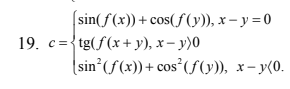 sin(f(x)) + cos(f(y)), x − y = 0
19. c = { tg(f(x + y), x − y⟩0
sin²(f(x)) + cos²(f(y)), x − y⟨0.